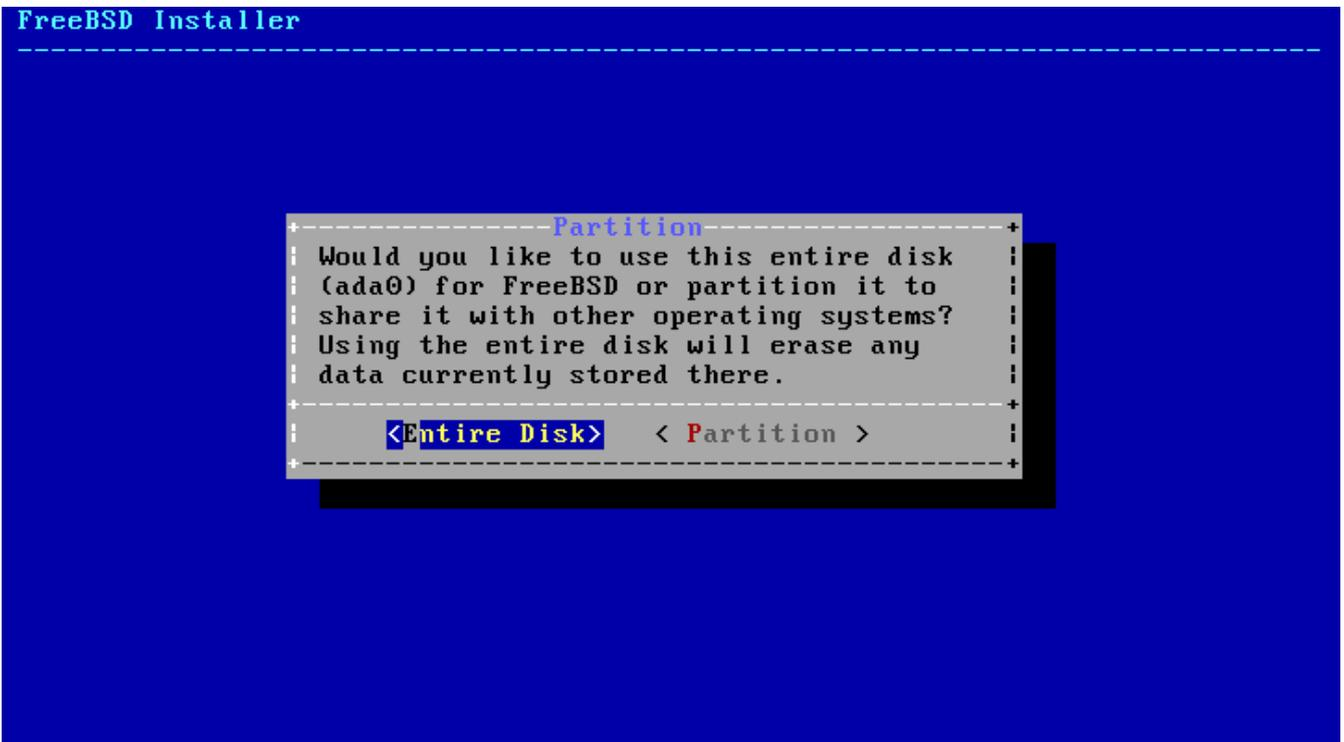 FreeBSD Installer
Partition
Would you like to use this entire disk
(ada0) for FreeBSD or partition it to
share it with other operating systems?
Using the entire disk will erase any
data currently stored there.
<Entire Disk> < Partition >